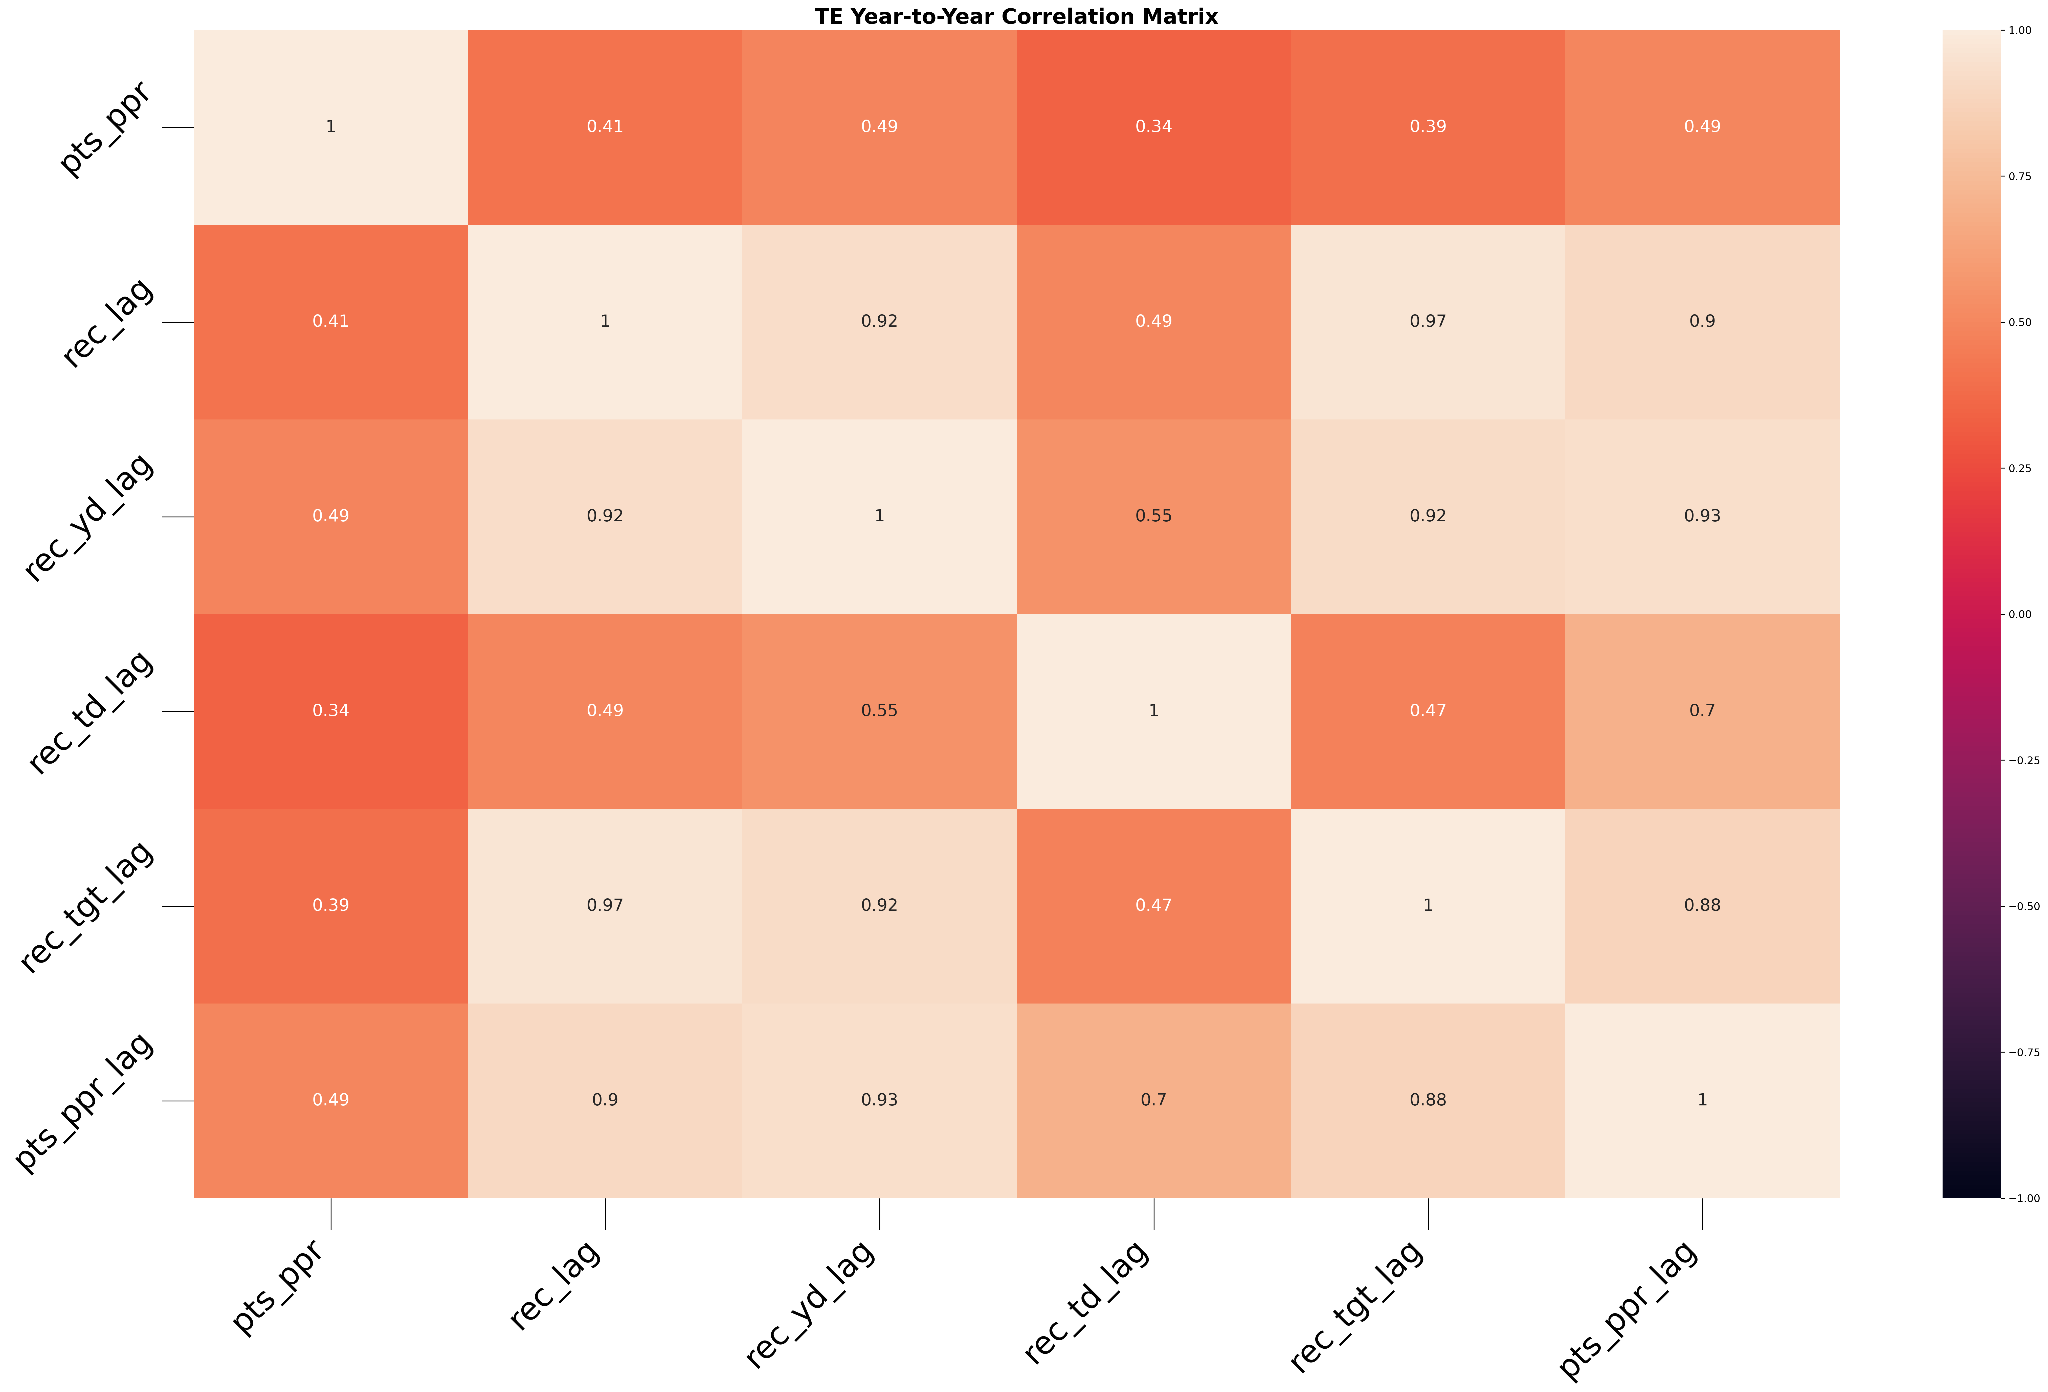 TE Year-to-Year Correlation Matrix
pts_ppr
1 0.41 0.49 0.34 0.39 0.49
rec_lag
0.41 1 0.92 0.49 0.97 0.9
rec_yd_lag
0.49 0.92 1 0.55 0.92 0.93
rec_td_lag
0.34 0.49 0.55 1 0.47 0.7
rec_tgt_lag
0.39 0.97 0.92 0.47 1 0.88
pts_ppr_lag
0.49 0.9 0.93 0.7 0.88 1
pts_ppr rec_lag rec_yd_lag rec_td_lag rec_tgt_lag pts_ppr_lag
1.00
0.75
0.50
0.25
0.00
−0.25
−0.50
−0.75
−1.00